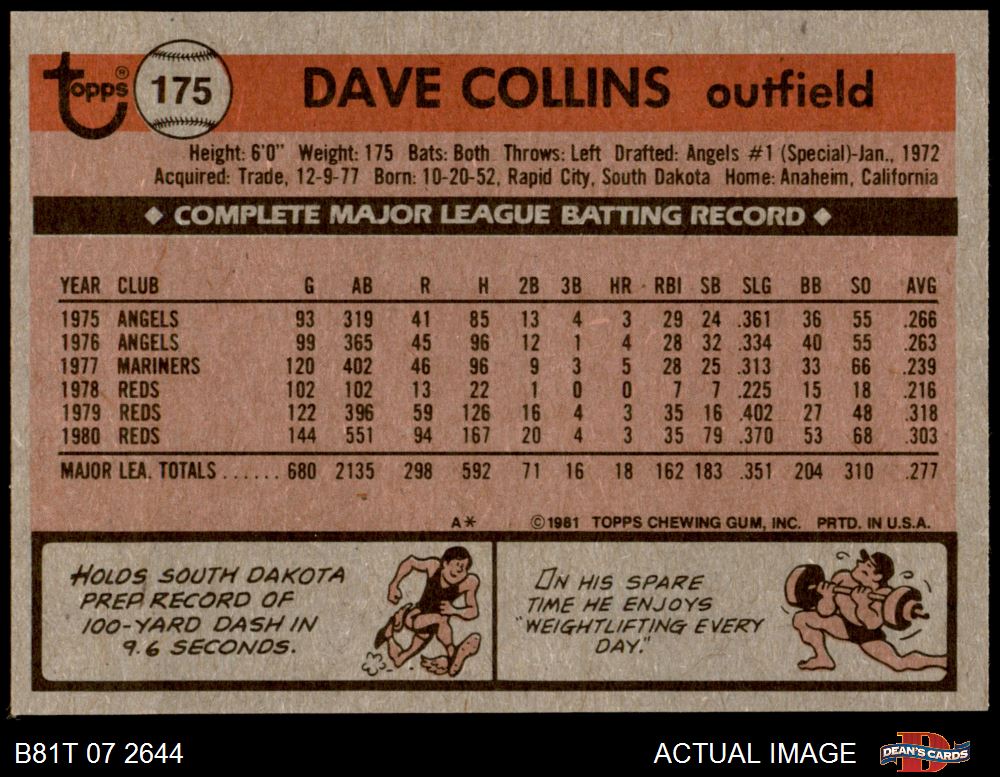 topps® 175 DAVE COLLINS outfield
Height: 6'0" Weight: 175 Bats: Both Throws: Left Drafted: Angels #1 (Special)-Jan., 1972
Acquired: Trade, 12-9-77 Born: 10-20-52, Rapid City, South Dakota Home: Anaheim, California
◆ COMPLETE MAJOR LEAGUE BATTING RECORD ◆
YEAR CLUB G AB R H 2B 3B HR RBI SB SLG BB SO AVG
1975 ANGELS 93 319 41 85 13 4 3 29 24 .361 36 55 .266
1976 ANGELS 99 365 45 96 12 1 4 28 32 .334 40 55 .263
1977 MARINERS 120 402 46 96 9 3 5 28 25 .313 33 66 .239
1978 REDS 102 102 13 22 1 0 0 7 7 .225 15 18 .216
1979 REDS 122 396 59 126 16 4 3 35 16 .402 27 48 .318
1980 REDS 144 551 94 167 20 4 3 35 79 .370 53 68 .303
MAJOR LEA. TOTALS ...... 680 2135 298 592 71 16 18 162 183 .351 204 310 .277
A* ©1981 TOPPS CHEWING GUM, INC. PRTD. IN U.S.A.
HOLDS SOUTH DAKOTA
PREP RECORD OF
100-YARD DASH IN
9.6 SECONDS.
IN HIS SPARE
TIME HE ENJOYS
"WEIGHTLIFTING EVERY
DAY."
B81T 07 2644 ACTUAL IMAGE DEAN'S CARDS